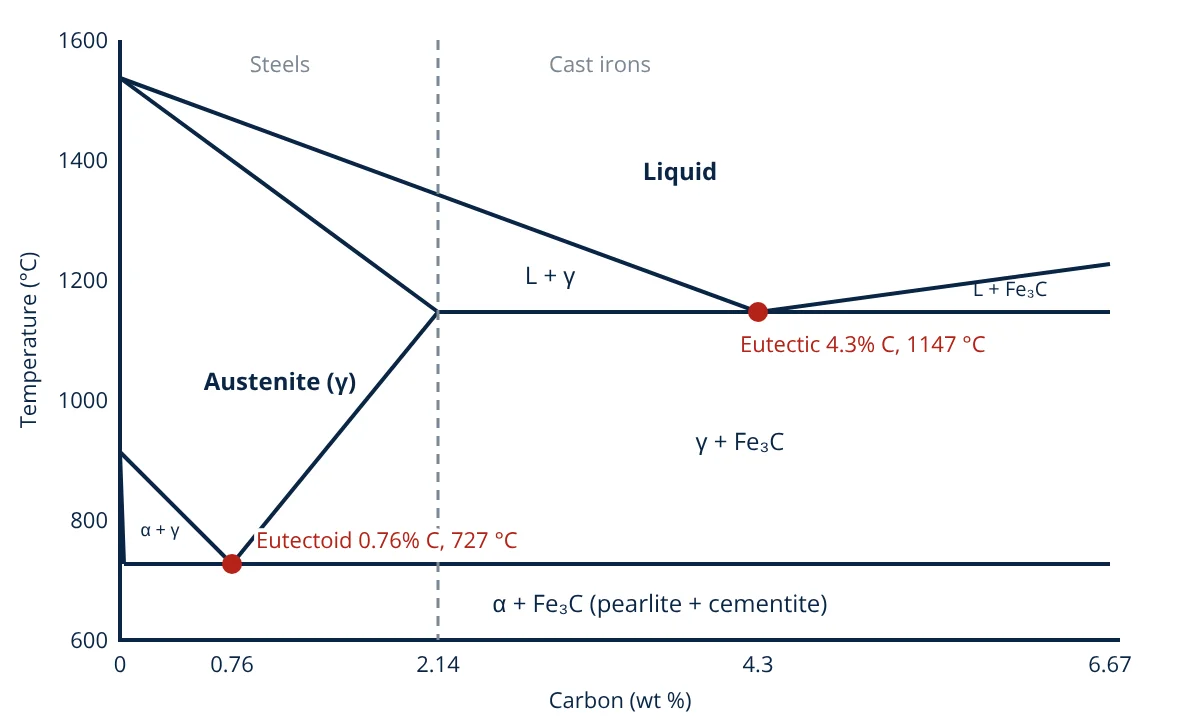 1600
Steels
Cast irons
1400
Liquid
1200
L + γ
L + Fe₃C
Eutectic 4.3% C, 1147 °C
Temperature (°C)
Austenite (γ)
1000
γ + Fe₃C
800
α + γ
Eutectoid 0.76% C, 727 °C
α + Fe₃C (pearlite + cementite)
600
0
0.76
2.14
4.3
6.67
Carbon (wt %)